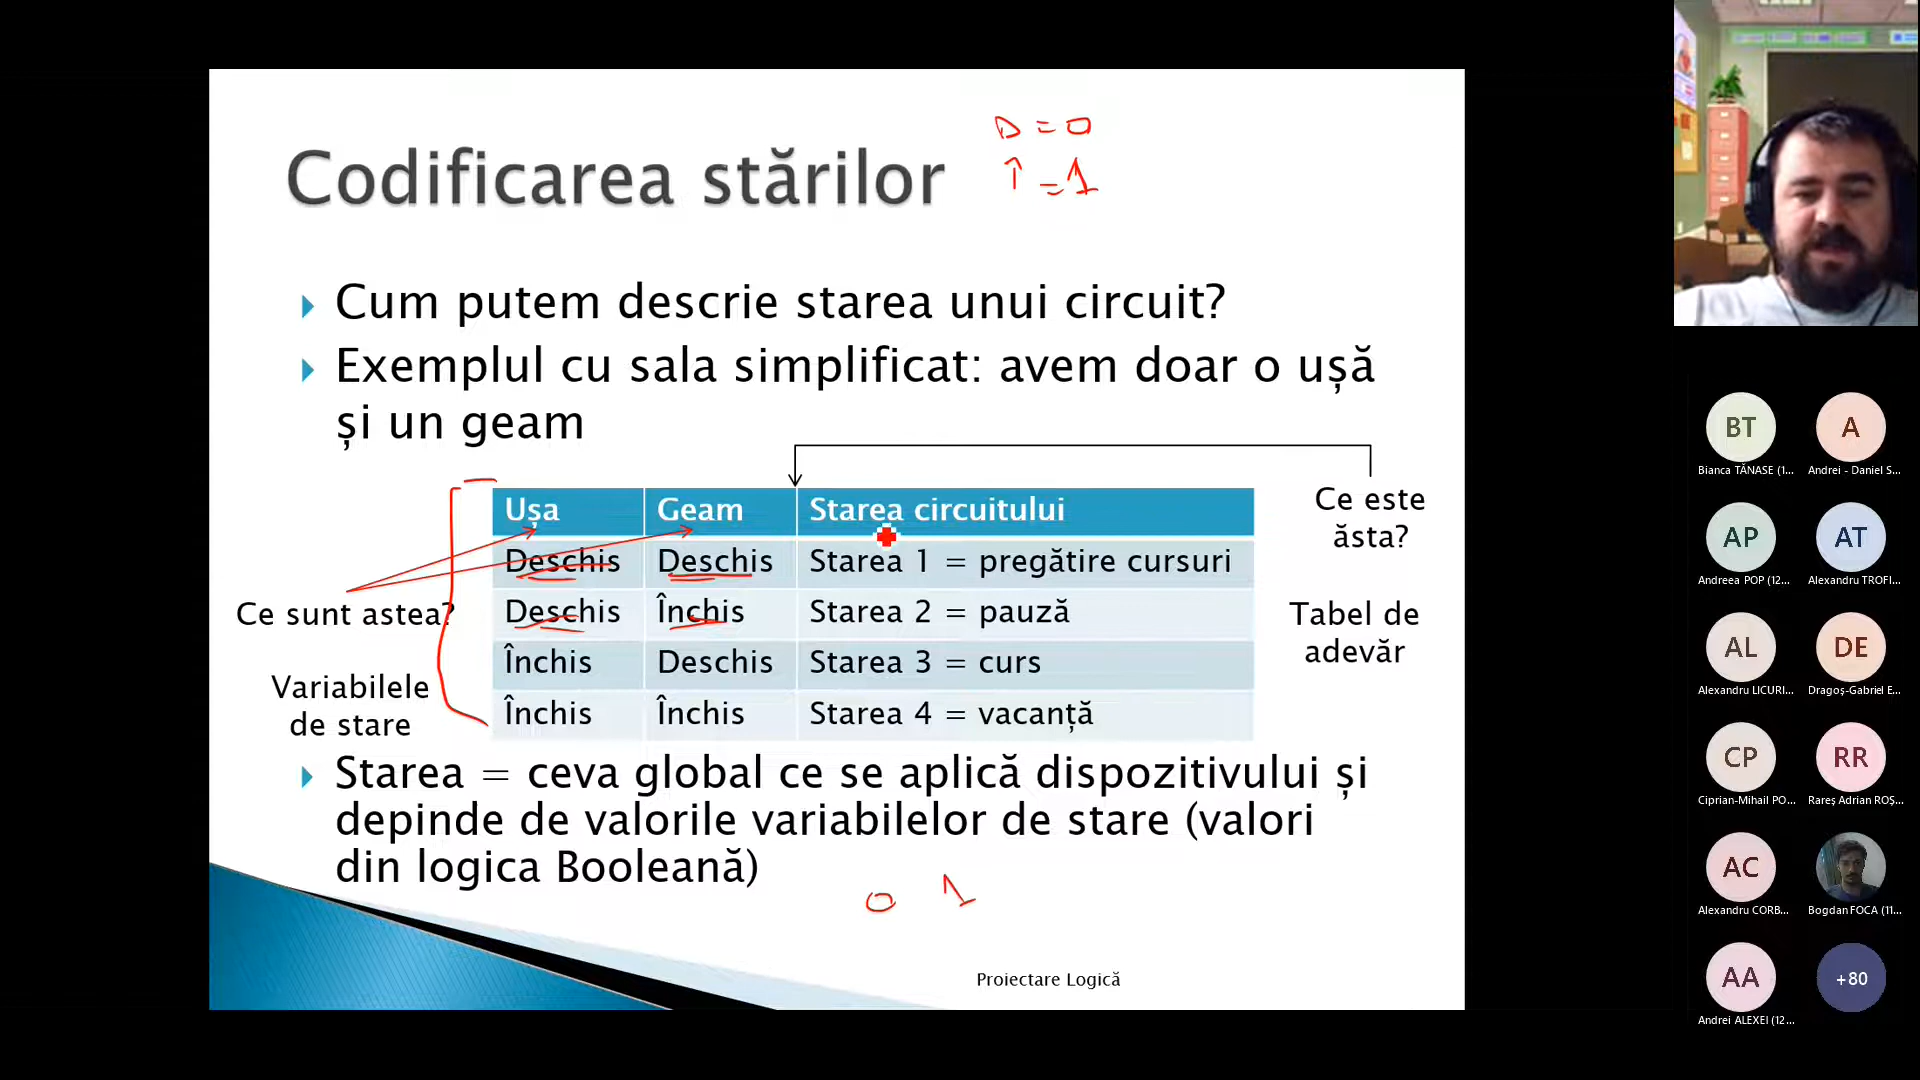 Codificarea stărilor
D = 0
Î = 1
Cum putem descrie starea unui circuit?
Exemplul cu sala simplificat: avem doar o ușă
și un geam
Ușa Geam Starea circuitului
Deschis Deschis Starea 1 = pregătire cursuri
Deschis Închis Starea 2 = pauză
Închis Deschis Starea 3 = curs
Închis Închis Starea 4 = vacanță
Ce sunt astea?
Variabilele
de stare
Ce este
ăsta?
Tabel de
adevăr
Starea = ceva global ce se aplică dispozitivului și
depinde de valorile variabilelor de stare (valori
din logica Booleană)
0 1
Proiectare Logică
BT
Bianca TĂNASE (1...
A
Andrei - Daniel S...
AP
Andreea POP (12...
AT
Alexandru TROFI...
AL
Alexandru LICURI...
DE
Dragoș-Gabriel E...
CP
Ciprian-Mihail PO...
RR
Rareș Adrian ROȘ...
AC
Alexandru CORB...
Bogdan FOCA (11...
AA
Andrei ALEXEI (12...
+80